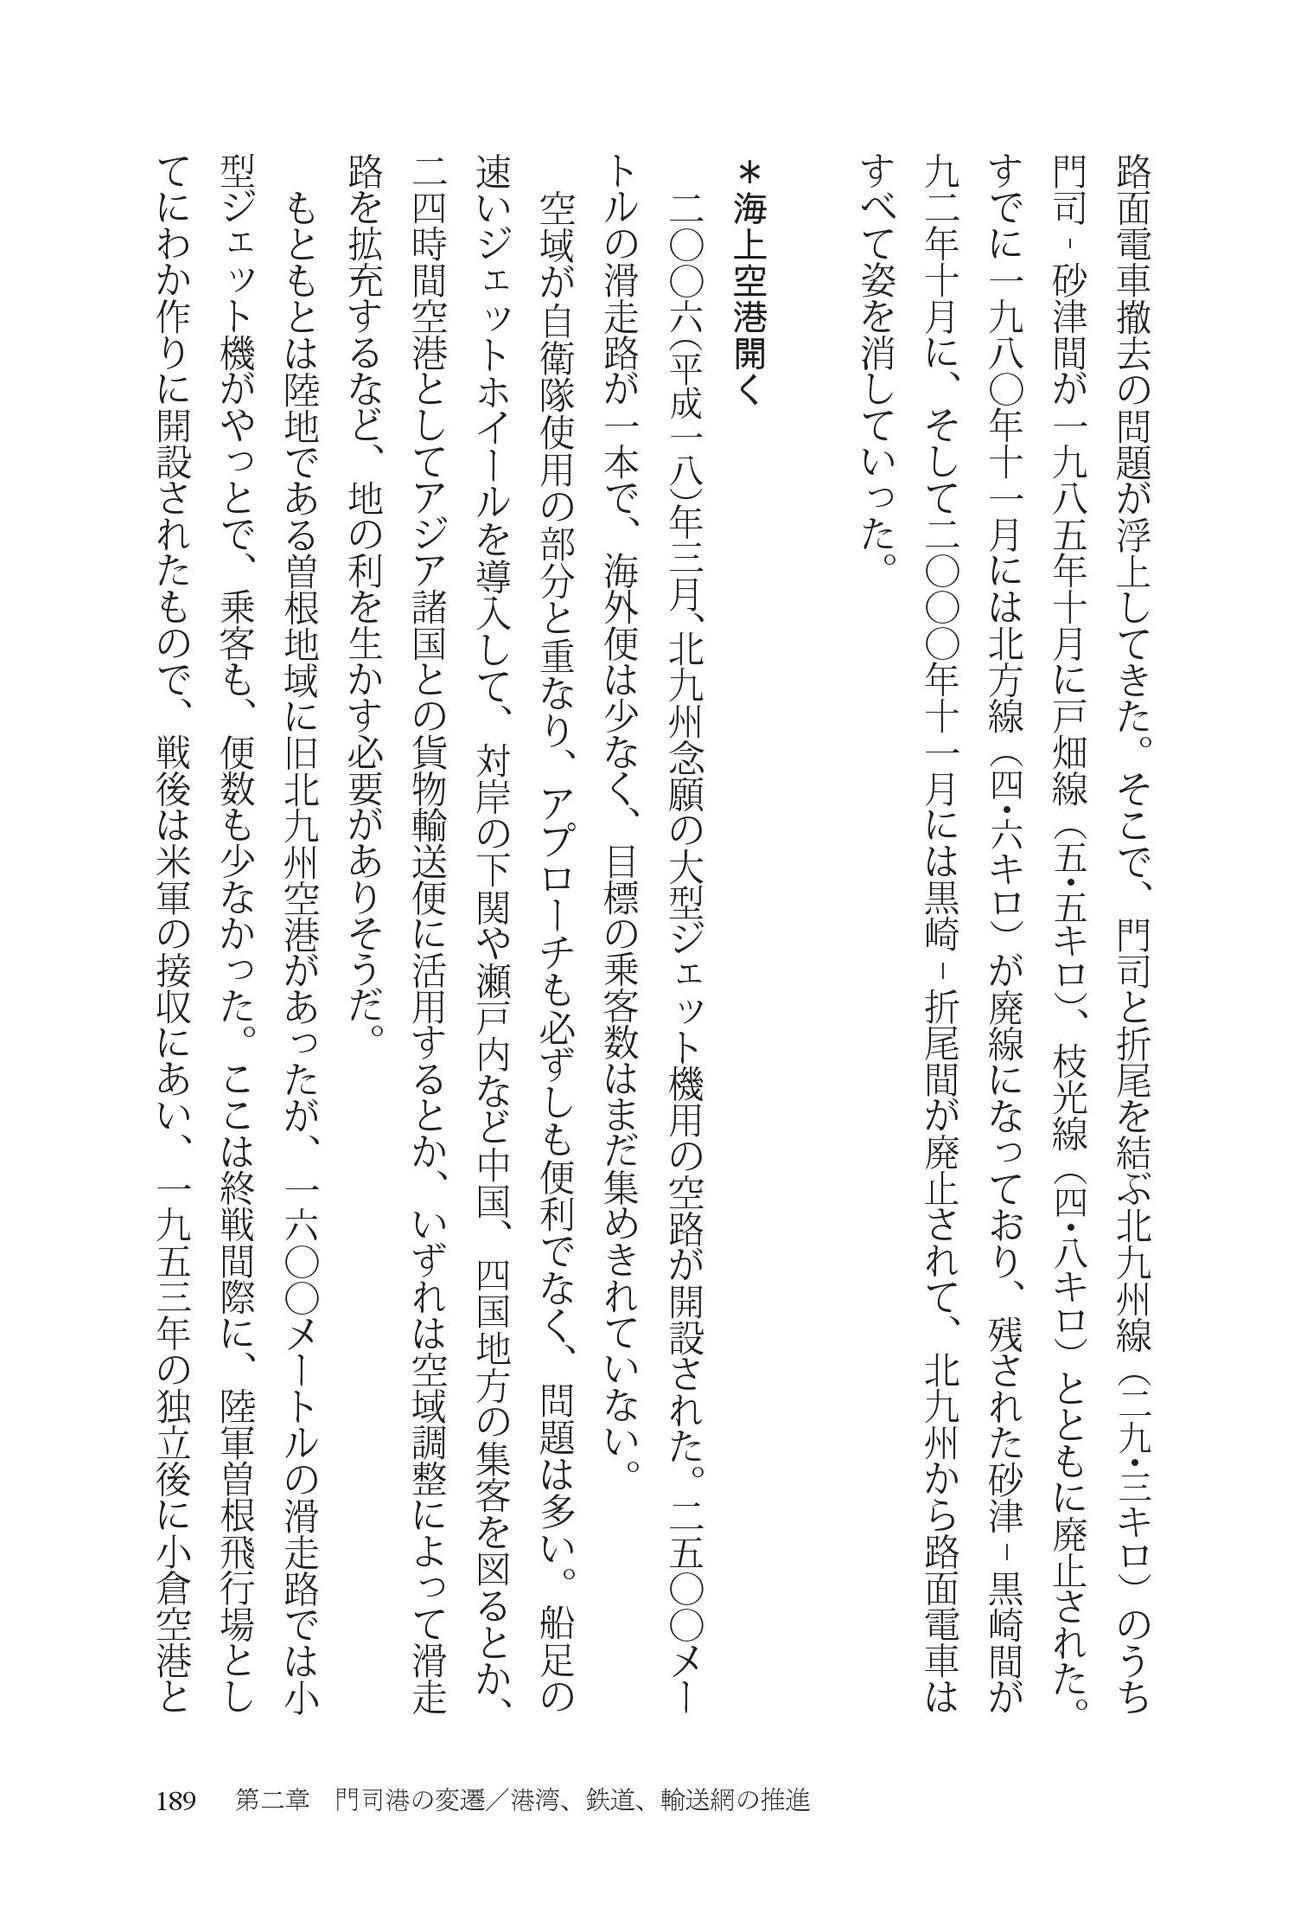 路面電車撤去の問題が浮上してきた。そこで、門司と折尾を結ぶ北九州線（二九・三キロ）のうち
門司－砂津間が一九八五年十月に戸畑線（五・五キロ）、枝光線（四・八キロ）とともに廃止された。
すでに一九八〇年十一月には北方線（四・六キロ）が廃線になっており、残された砂津－黒崎間が
九二年十月に、そして二〇〇〇年十一月には黒崎－折尾間が廃止されて、北九州から路面電車は
すべて姿を消していった。
＊海上空港開く
二〇〇六（平成一八）年三月、北九州念願の大型ジェット機用の空路が開設された。二五〇〇メー
トルの滑走路が一本で、海外便は少なく、目標の乗客数はまだ集めきれていない。
空域が自衛隊使用の部分と重なり、アプローチも必ずしも便利でなく、問題は多い。船足の
速いジェットホイールを導入して、対岸の下関や瀬戸内など中国、四国地方の集客を図るとか、
二四時間空港としてアジア諸国との貨物輸送便に活用するとか、いずれは空域調整によって滑走
路を拡充するなど、地の利を生かす必要がありそうだ。
もともとは陸地である曽根地域に旧北九州空港があったが、一六〇〇メートルの滑走路では小
型ジェット機がやっとで、乗客も、便数も少なかった。ここは終戦間際に、陸軍曽根飛行場とし
てにわか作りに開設されたもので、戦後は米軍の接収にあい、一九五三年の独立後に小倉空港と
189 第二章 門司港の変遷／港湾、鉄道、輸送網の推進